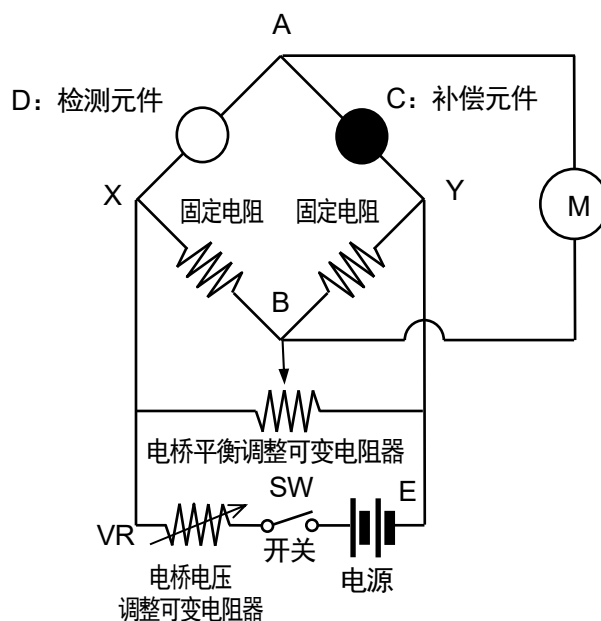 A
D：检测元件
C：补偿元件
X
Y
固定电阻
固定电阻
M
B
电桥平衡调整可变电阻器
SW
E
VR
开关
电桥电压
调整可变电阻器
电源